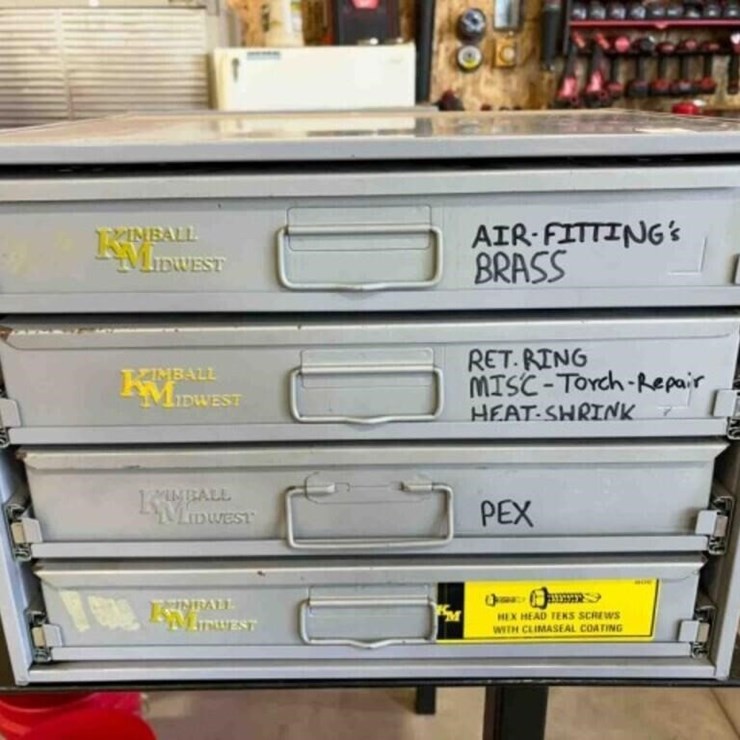 KIMBALL
MIDWEST
AIR-FITTING's
BRASS
KIMBALL
MIDWEST
RET. RING
MISC - Torch - Repair
HEAT-SHRINK
KIMBALL
MIDWEST
PEX
KIMBALL
MIDWEST
KM
HEX HEAD TEKS SCREWS
WITH CLIMASEAL COATING